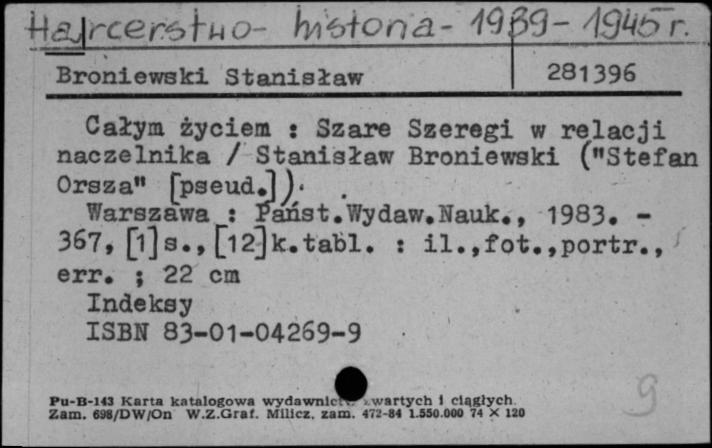 Harcerstwo - historia - 1939 - 1945 r.
Broniewski Stanisław 281396
Całym życiem : Szare Szeregi w relacji
naczelnika / Stanisław Broniewski ("Stefan
Orsza" [pseud.]).
Warszawa : Państ.Wydaw.Nauk., 1983. -
367, [1]s., [12]k.tabl. : il.,fot.,portr.,
err. ; 22 cm
Indeksy
ISBN 83-01-04269-9
9
Pu-B-143 Karta katalogowa wydawnictw zwartych i ciągłych.
Zam. 698/DW/On W.Z.Graf. Milicz, zam. 472-84 1.550.000 74 X 120